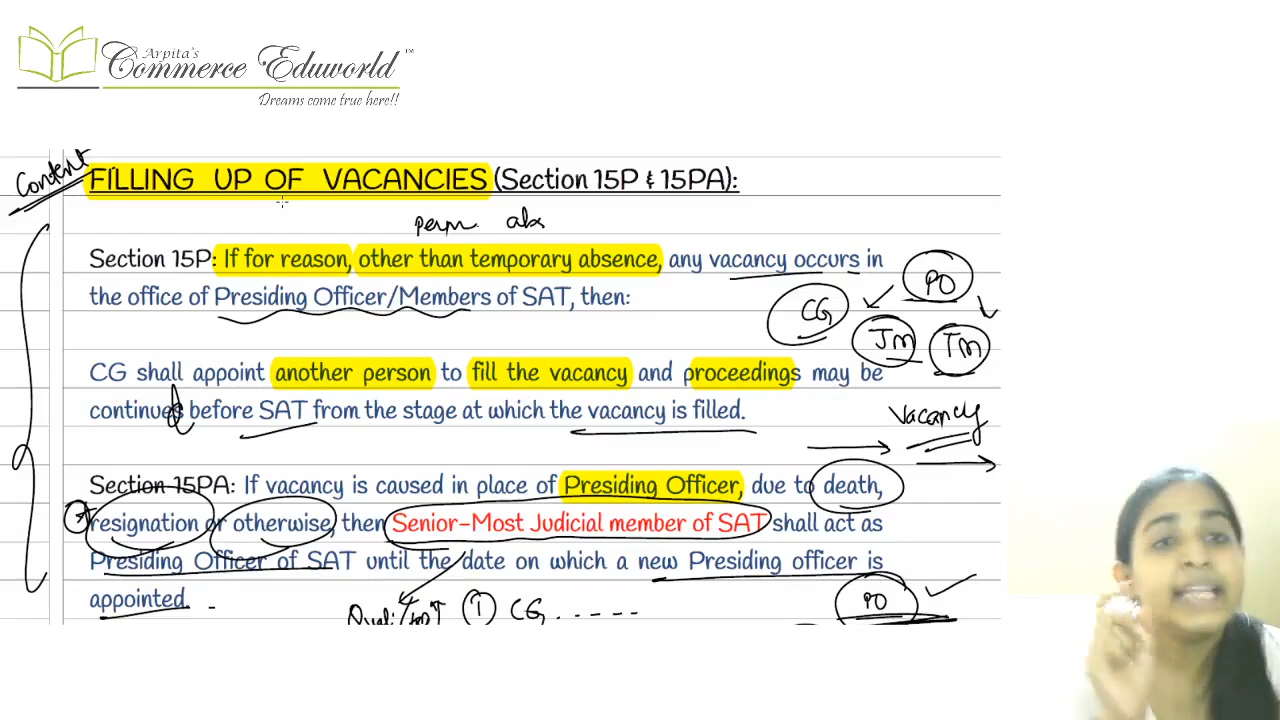 Arpita's
Commerce Eduworld™
Dreams come true here!!
Content
FILLING UP OF VACANCIES (Section 15P & 15PA):
perm. abs
Section 15P: If for reason, other than temporary absence, any vacancy occurs in
the office of Presiding Officer/Members of SAT, then:
PO
CG
JM
TM
CG shall appoint another person to fill the vacancy and proceedings may be
continued before SAT from the stage at which the vacancy is filled.
Vacancy
Section 15PA: If vacancy is caused in place of Presiding Officer, due to death,
resignation or otherwise, then Senior-Most Judicial member of SAT shall act as
Presiding Officer of SAT until the date on which a new Presiding officer is
appointed.
① CG -----
PO